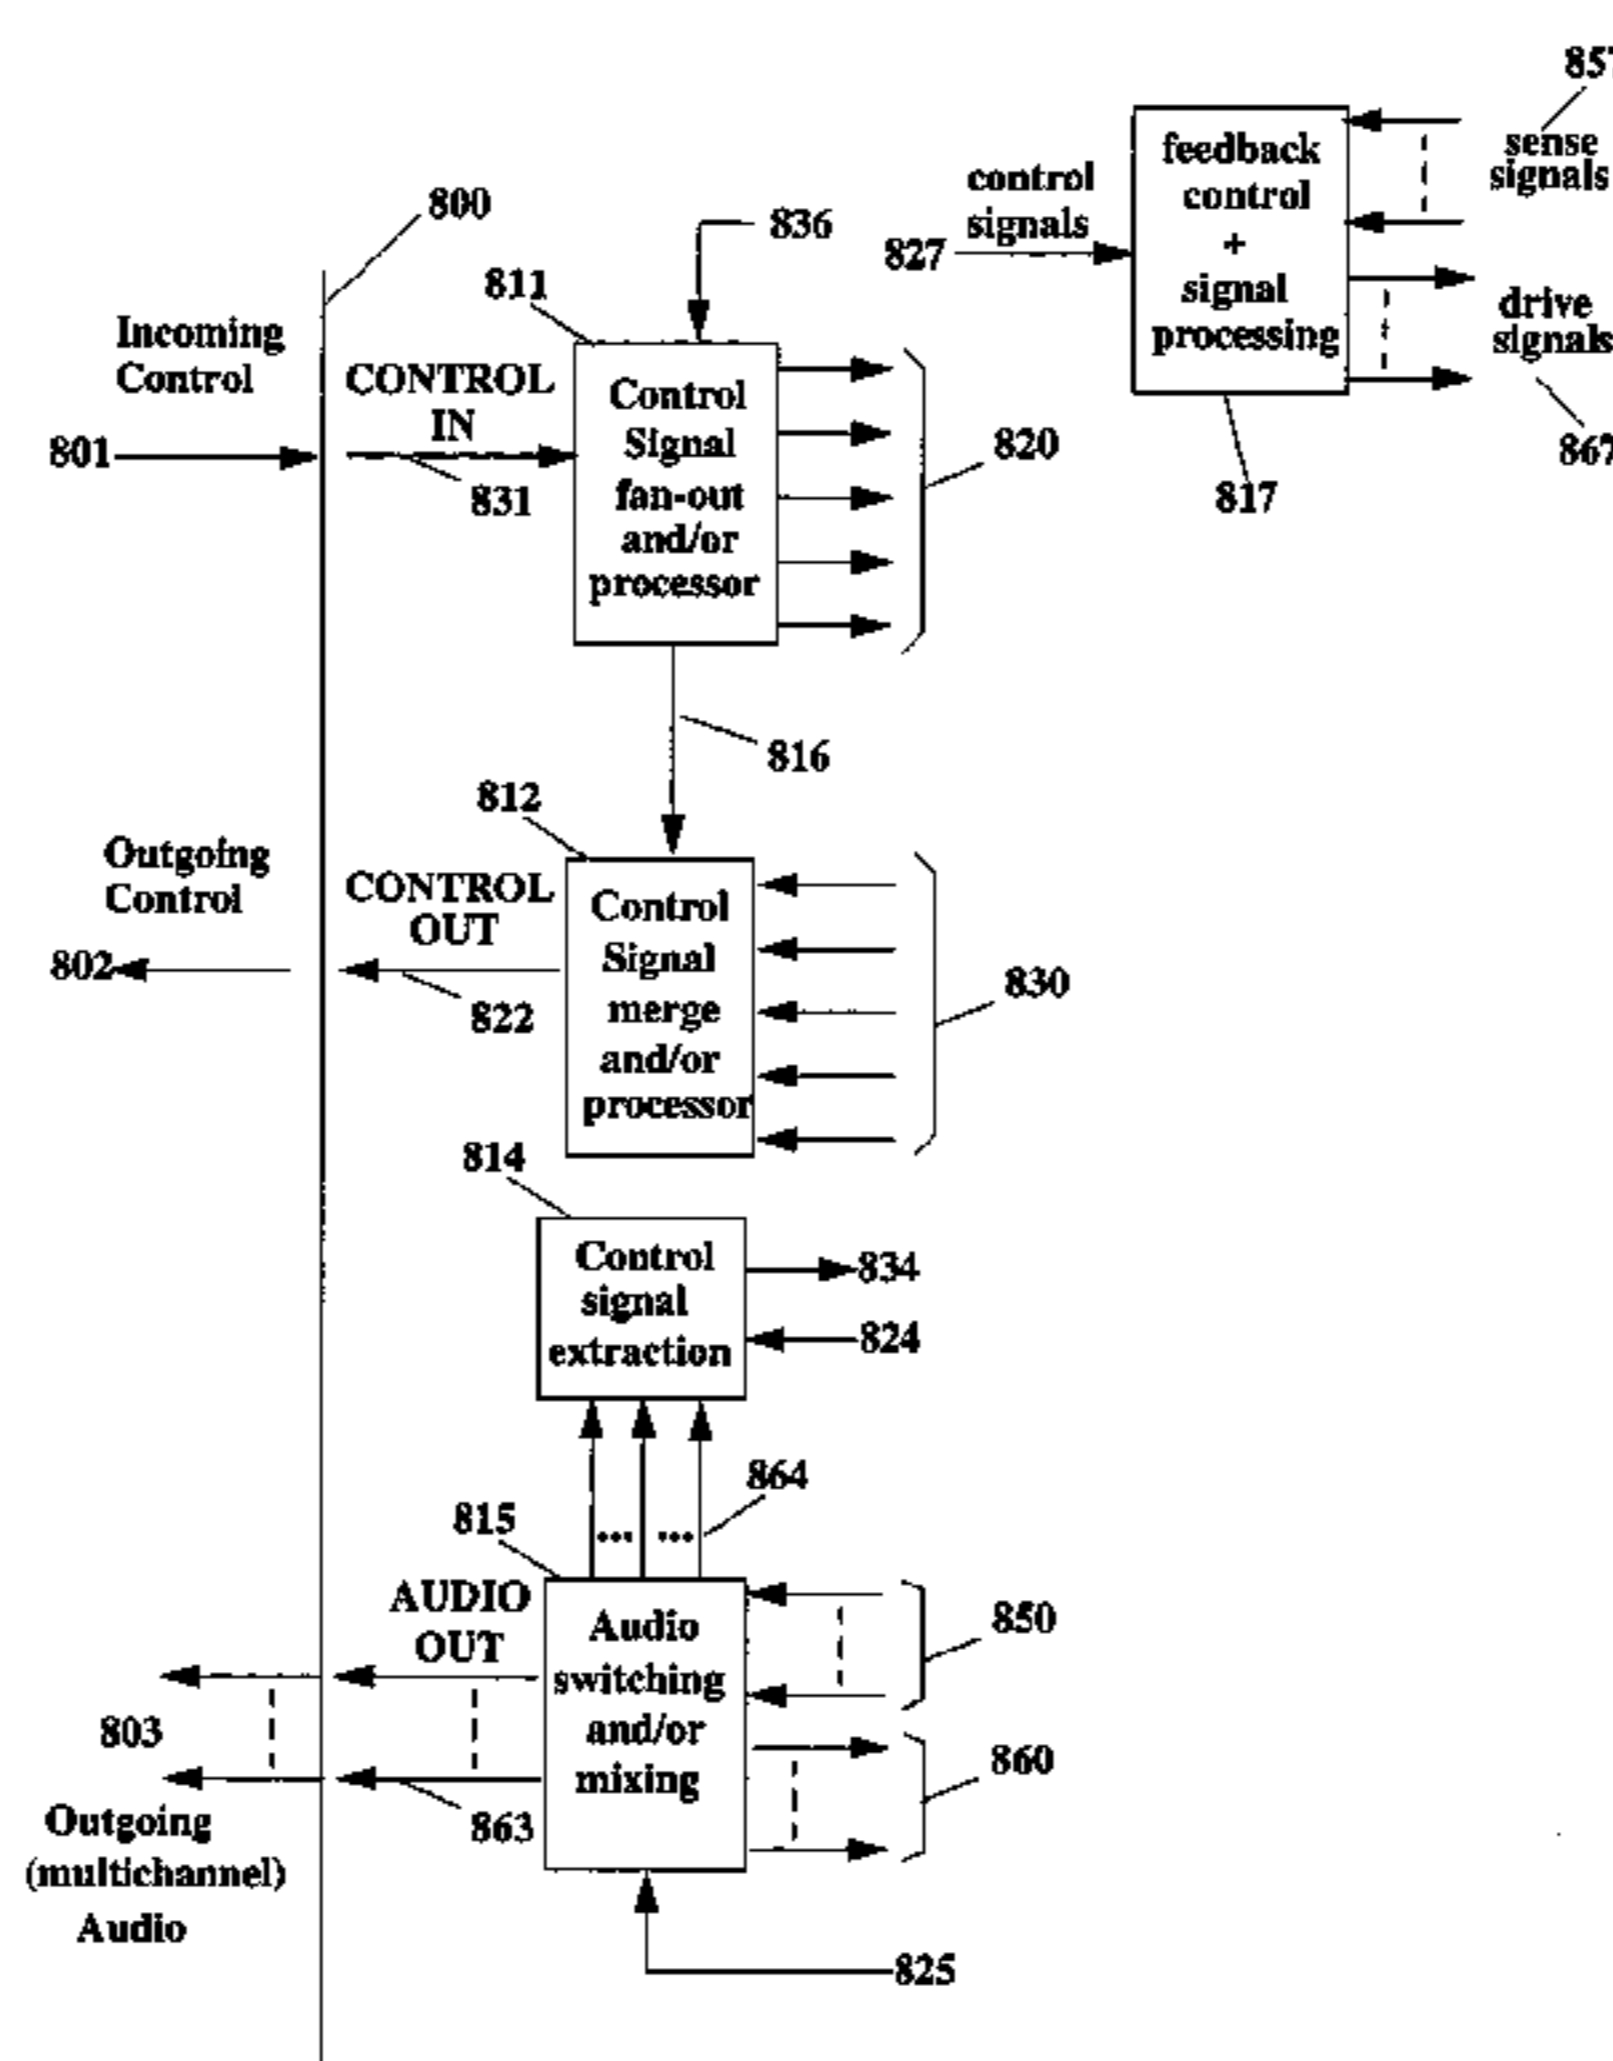 857
sense
signals
feedback
control
+
signal
processing
control
signals
827
drive
signals
867
817
800
836
811
Incoming
Control
801
CONTROL
IN
831
Control
Signal
fan-out
and/or
processor
820
816
812
Outgoing
Control
802
CONTROL
OUT
822
Control
Signal
merge
and/or
processor
830
814
Control
signal
extraction
834
824
864
815
AUDIO
OUT
Audio
switching
and/or
mixing
850
860
803
863
Outgoing
(multichannel)
Audio
825